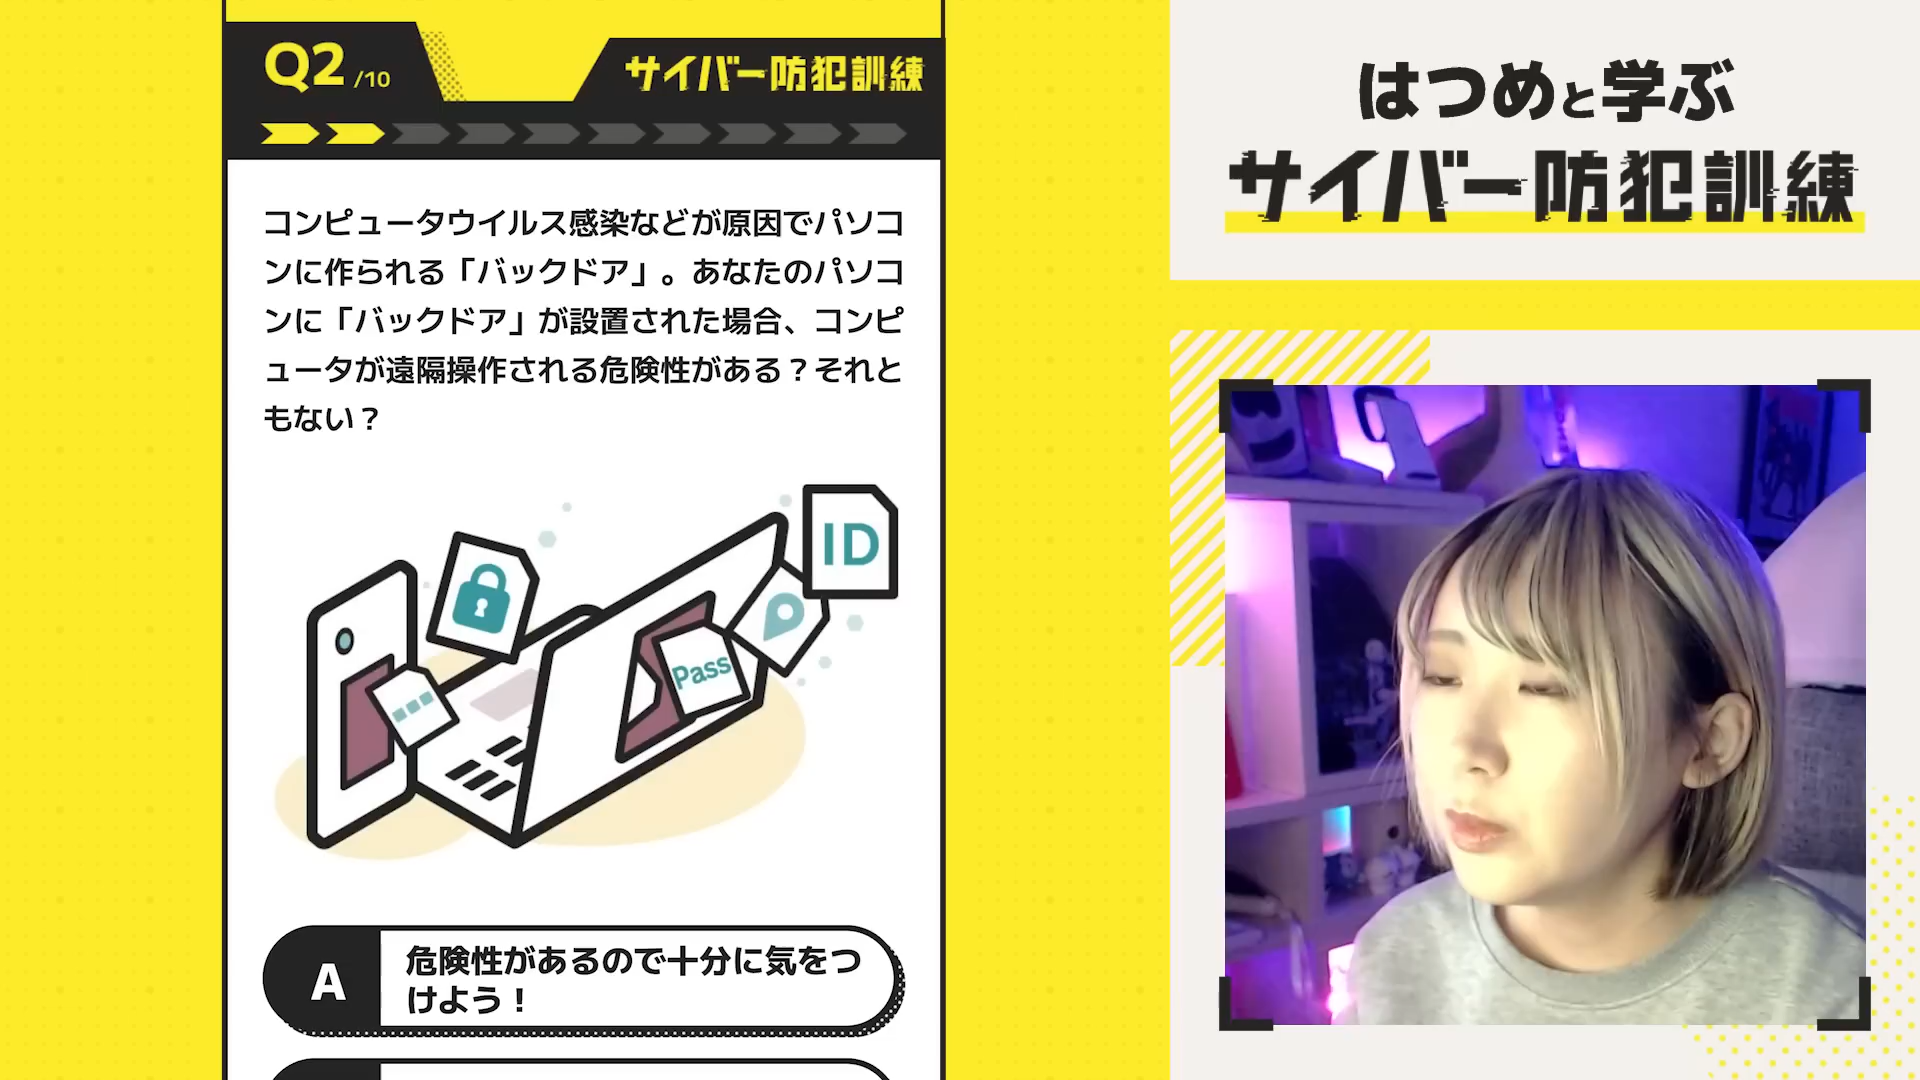 Q2 /10
サイバー防犯訓練
コンピュータウイルス感染などが原因でパソコ
ンに作られる「バックドア」。あなたのパソコ
ンに「バックドア」が設置された場合、コンピ
ュータが遠隔操作される危険性がある？それと
もない？
ID
Pass
A
危険性があるので十分に気をつ
けよう！
はつめと学ぶ
サイバー防犯訓練